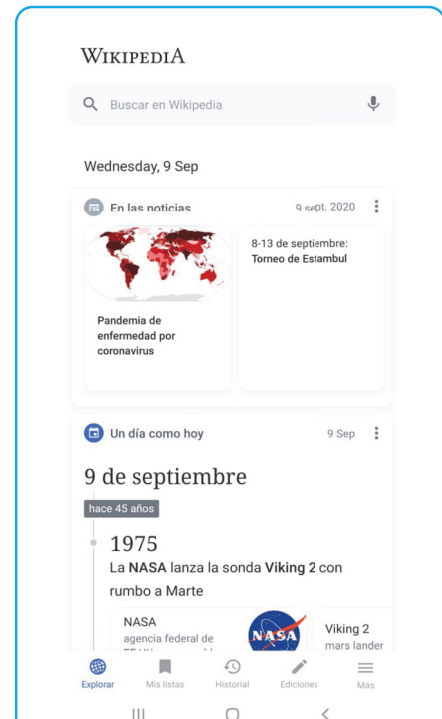 WIKIPEDIA
Buscar en Wikipedia
Wednesday, 9 Sep
En las noticias
9 sept. 2020
Pandemia de
enfermedad por
coronavirus
8-13 de septiembre:
Torneo de Estambul
Un día como hoy
9 Sep
9 de septiembre
hace 45 años
1975
La NASA lanza la sonda Viking 2 con
rumbo a Marte
NASA
agencia federal de
NASA
Viking 2
mars lander
Explorar
Mis listas
Historial
Ediciones
Más